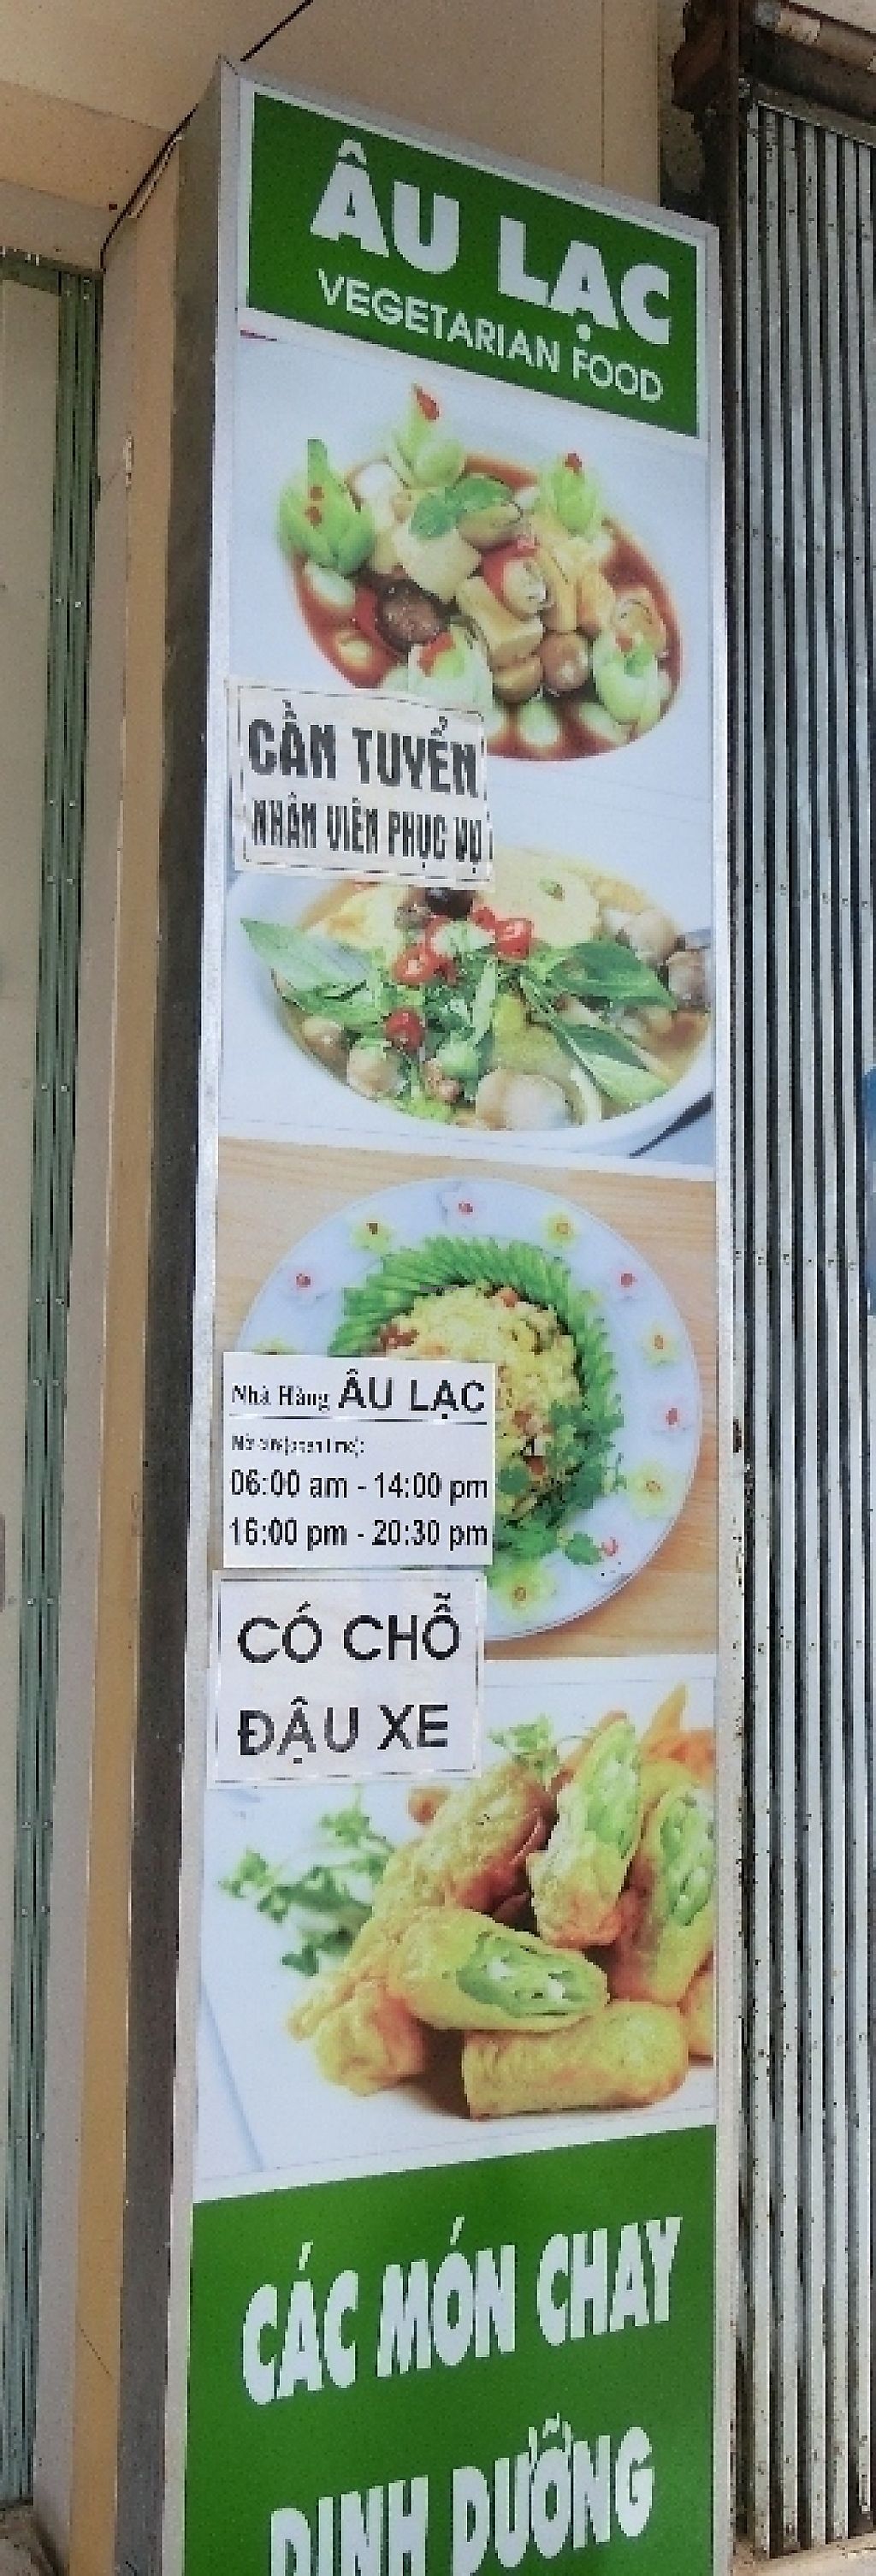 ÂU LẠC
VEGETARIAN FOOD
CẦN TUYỂN
NHÂN VIÊN PHỤC VỤ
Nhà Hàng ÂU LẠC
06:00 am - 14:00 pm
16:00 pm - 20:30 pm
CÓ CHỖ
ĐẬU XE
CÁC MÓN CHAY
DINH DƯỠNG